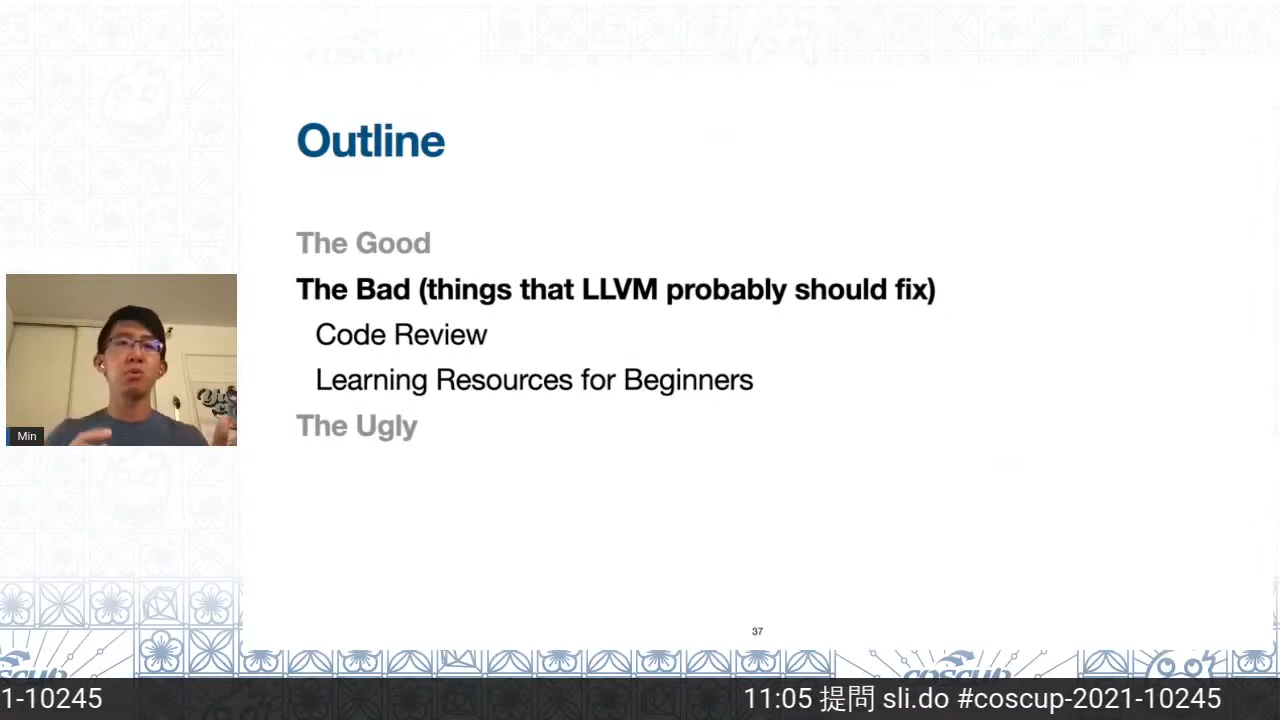 Outline
The Good
The Bad (things that LLVM probably should fix)
Code Review
Learning Resources for Beginners
The Ugly
Min
37
1-10245
11:05 提問 sli.do #coscup-2021-10245